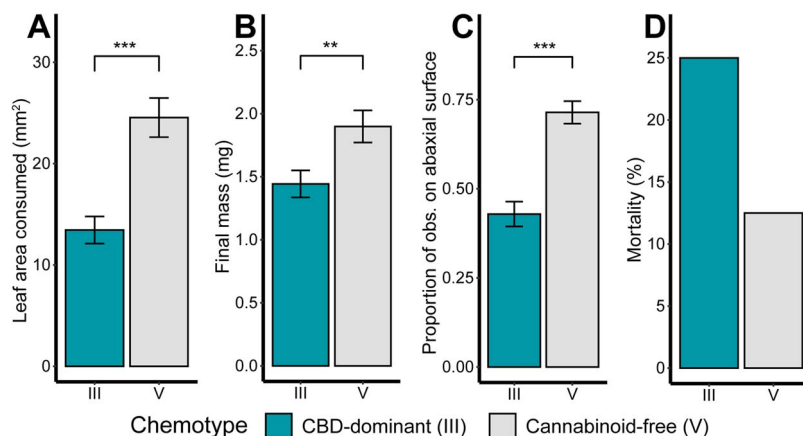 A
Leaf area consumed (mm²)
30
20
10
0
***
III
V
B
Final mass (mg)
2.5
2.0
1.5
1.0
0.5
0.0
**
III
V
C
Proportion of obs. on abaxial surface
0.75
0.50
0.25
0.00
***
III
V
D
Mortality (%)
25
20
15
10
5
0
III
V
Chemotype CBD-dominant (III) Cannabinoid-free (V)